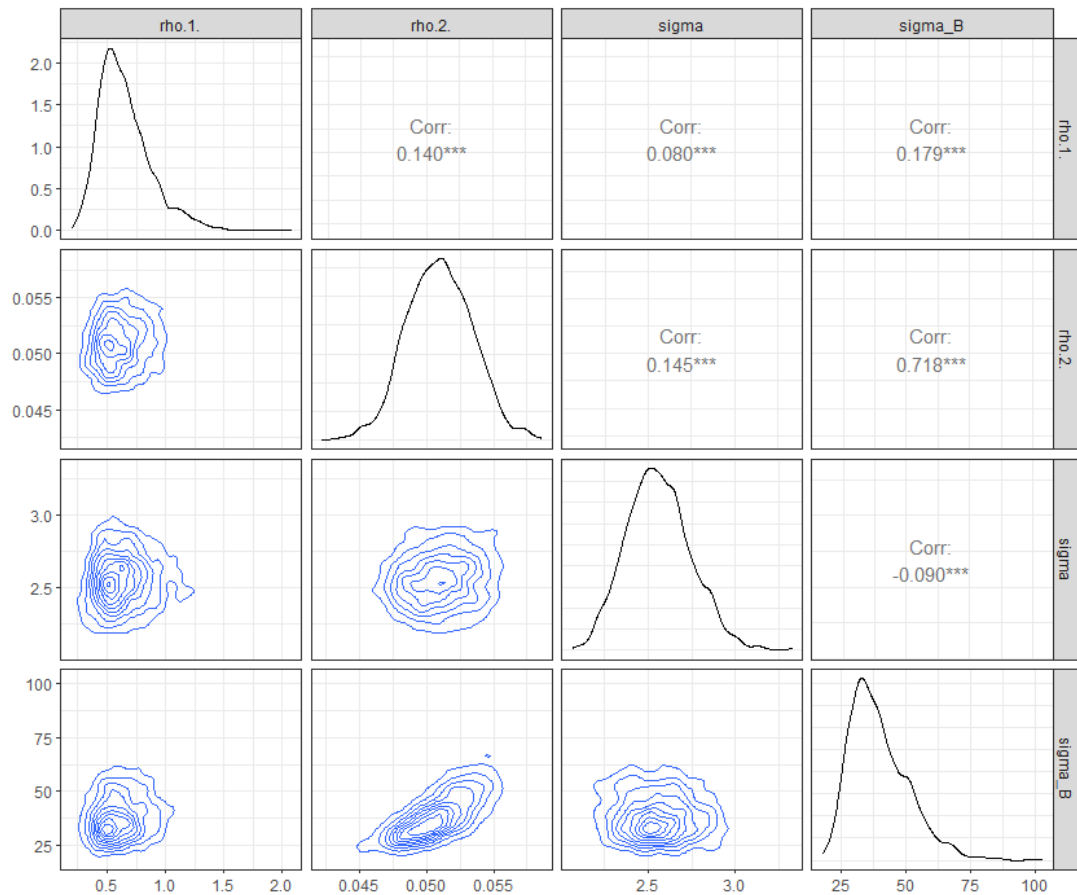 rho.1. rho.2. sigma sigma_B
2.0
1.5
1.0
0.5
0.0
Corr:
0.140***
Corr:
0.080***
Corr:
0.179***
rho.1.
0.055
0.050
0.045
Corr:
0.145***
Corr:
0.718***
rho.2.
3.0
2.5
Corr:
-0.090***
sigma
100
75
50
25
sigma_B
0.5 1.0 1.5 2.0 0.045 0.050 0.055 2.5 3.0 25 50 75 100